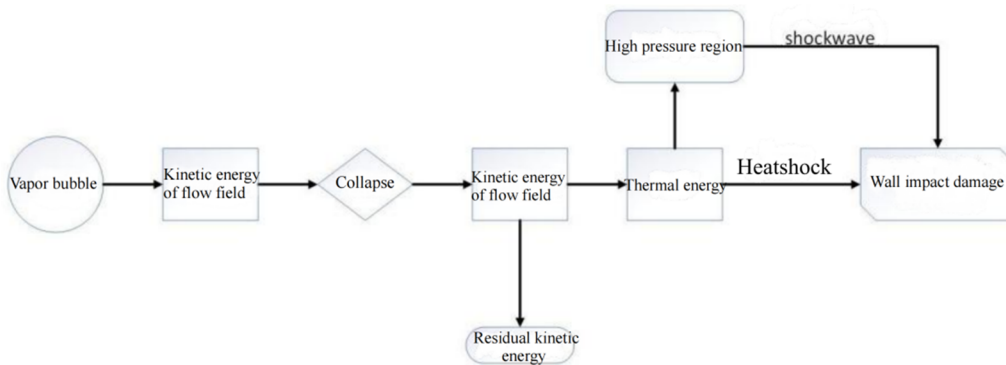 High pressure region
shockwave
Vapor bubble
Kinetic energy
of flow field
Collapse
Kinetic energy
of flow field
Thermal energy
Heatshock
Wall impact damage
Residual kinetic
energy